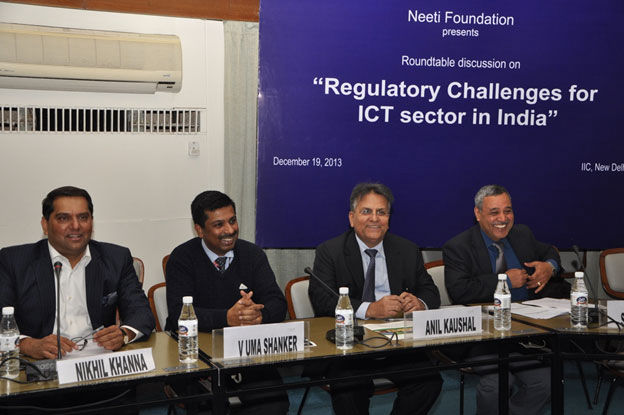 Neeti Foundation
presents
Roundtable discussion on
“Regulatory Challenges for
ICT sector in India”
December 19, 2013
IIC, New Delh
NIKHIL KHANNA
V UMA SHANKER
ANIL KAUSHAL